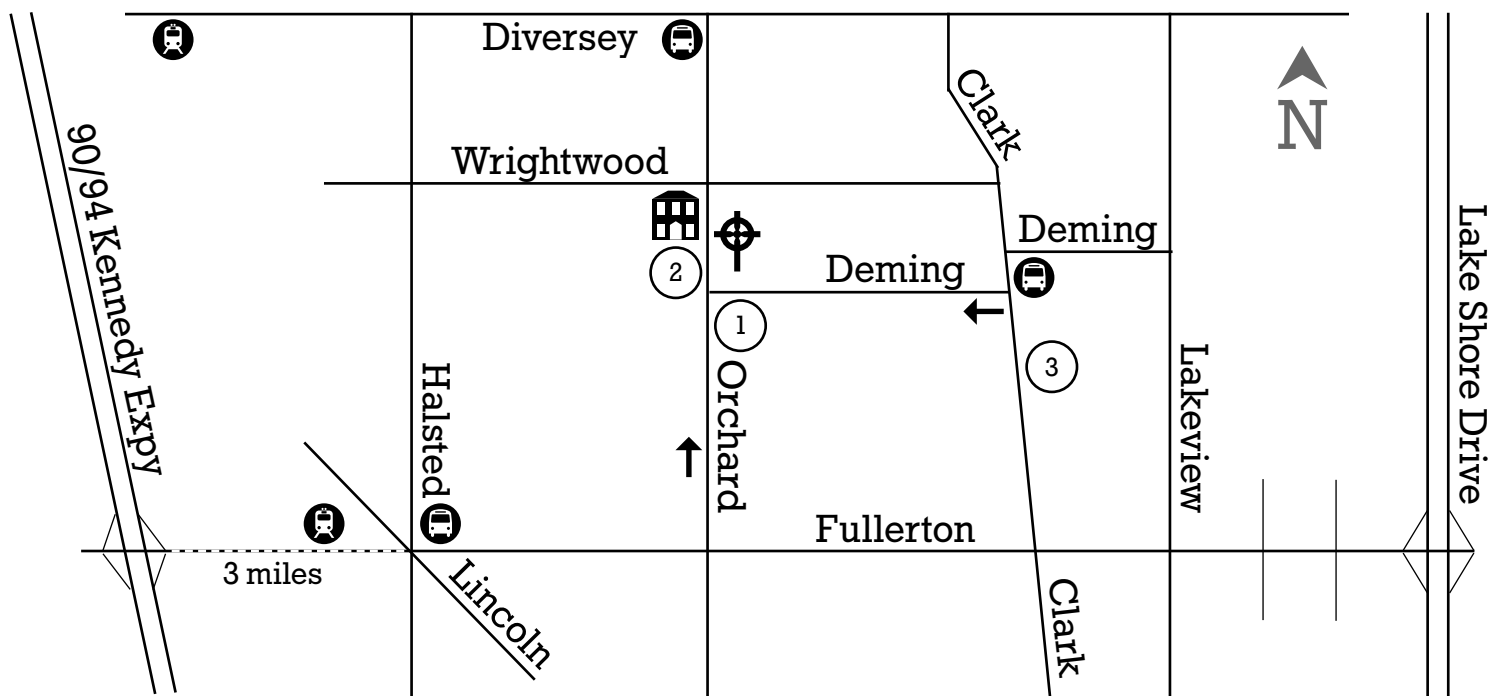 Diversey
Clark
N
Wrightwood
90/94 Kennedy Expy
Deming
Deming
2
1
3
Halsted
Orchard
Lakeview
Lake Shore Drive
Fullerton
3 miles
Lincoln
Clark